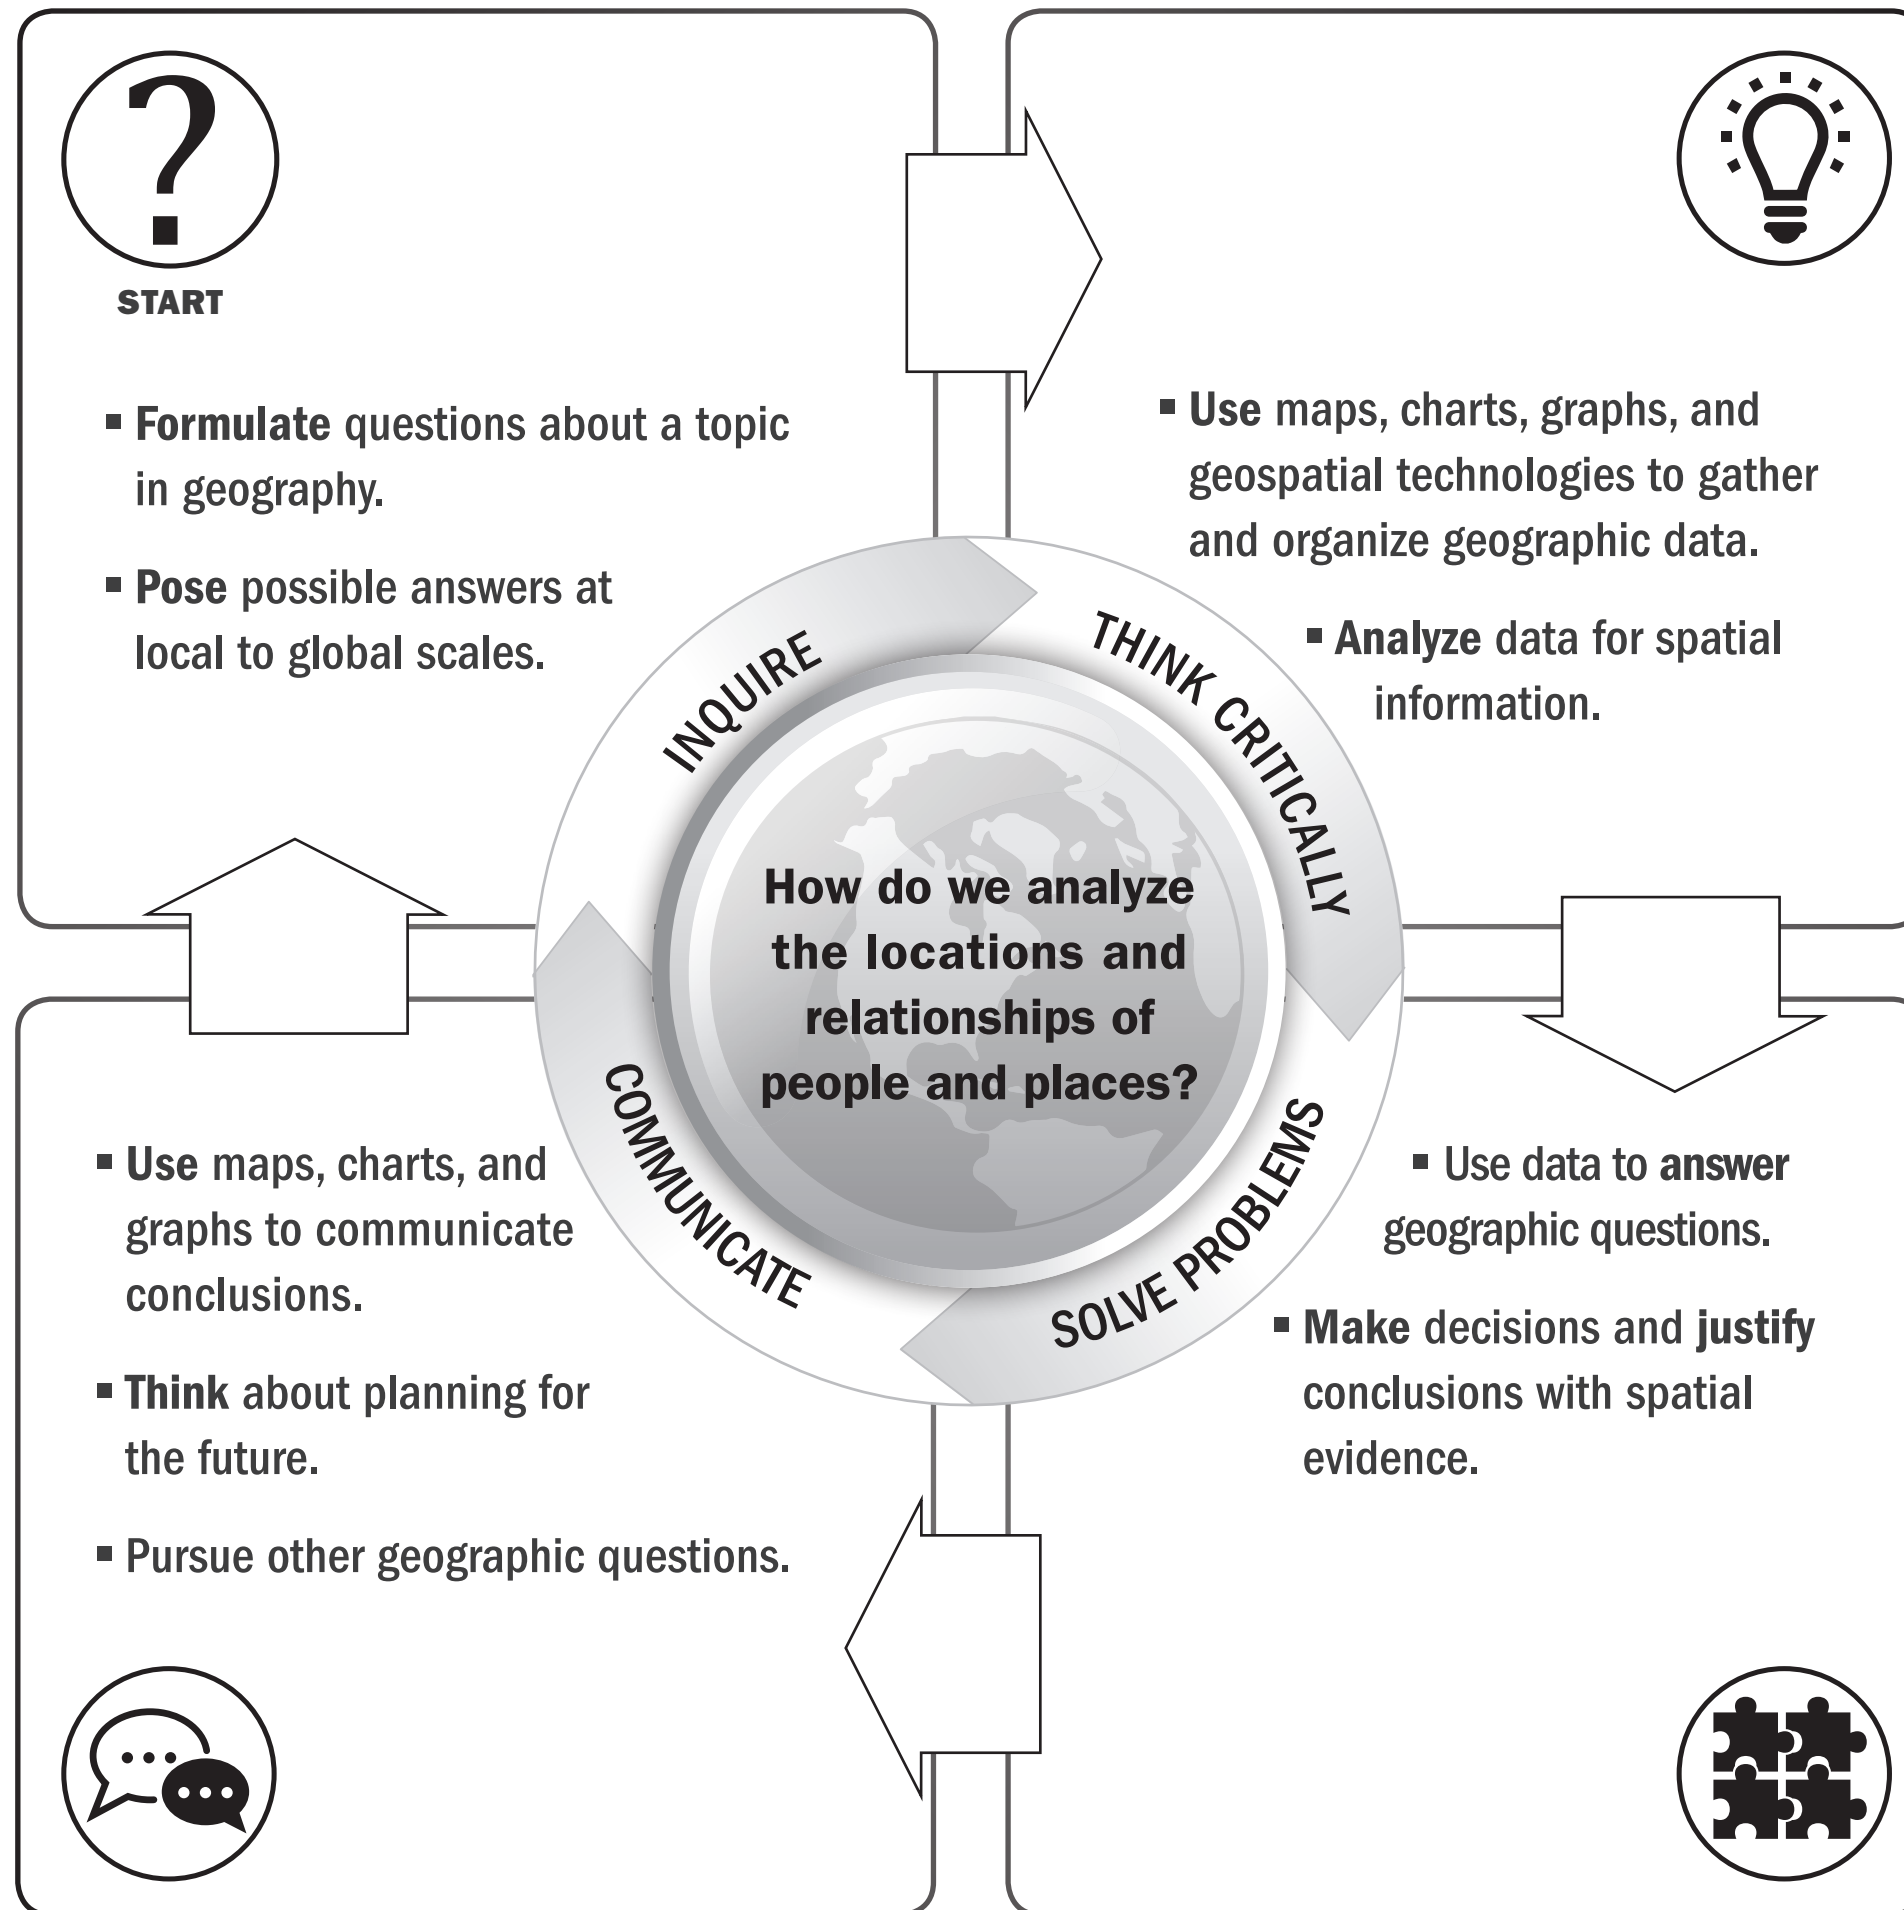 START
▪ Formulate questions about a topic
in geography.
▪ Pose possible answers at
local to global scales.
INQUIRE
▪ Use maps, charts, graphs, and
geospatial technologies to gather
and organize geographic data.
▪ Analyze data for spatial
information.
THINK CRITICALLY
How do we analyze
the locations and
relationships of
people and places?
▪ Use data to answer
geographic questions.
▪ Make decisions and justify
conclusions with spatial
evidence.
SOLVE PROBLEMS
▪ Use maps, charts, and
graphs to communicate
conclusions.
▪ Think about planning for
the future.
▪ Pursue other geographic questions.
COMMUNICATE